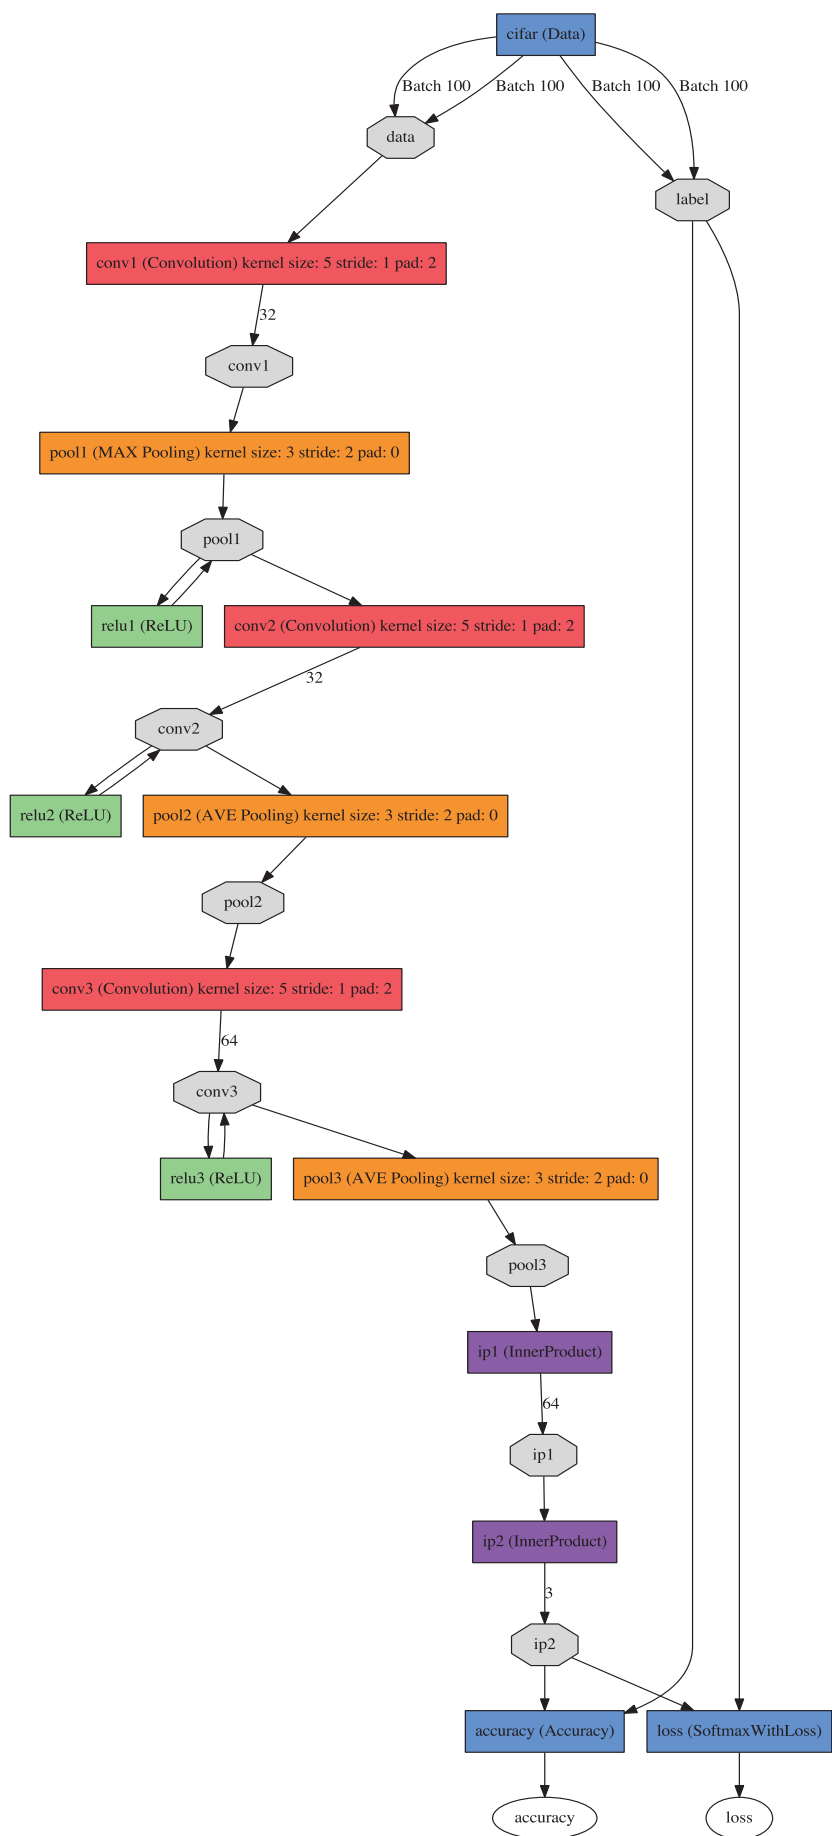 cifar (Data)
Batch 100
Batch 100
Batch 100
Batch 100
data
label
conv1 (Convolution) kernel size: 5 stride: 1 pad: 2
32
conv1
pool1 (MAX Pooling) kernel size: 3 stride: 2 pad: 0
pool1
relu1 (ReLU)
conv2 (Convolution) kernel size: 5 stride: 1 pad: 2
32
conv2
relu2 (ReLU)
pool2 (AVE Pooling) kernel size: 3 stride: 2 pad: 0
pool2
conv3 (Convolution) kernel size: 5 stride: 1 pad: 2
64
conv3
relu3 (ReLU)
pool3 (AVE Pooling) kernel size: 3 stride: 2 pad: 0
pool3
ip1 (InnerProduct)
64
ip1
ip2 (InnerProduct)
3
ip2
accuracy (Accuracy)
loss (SoftmaxWithLoss)
accuracy
loss